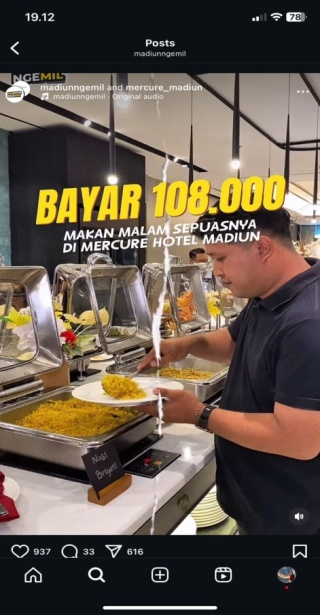 19.12
78
Posts
madiunngemil
NGEMIL
madiunngemil and mercure_madiun
madiunngemil · Original audio
BAYAR 108.000
MAKAN MALAM SEPUASNYA
DI MERCURE HOTEL MADIUN
Nasi
Briyani
937
33
616